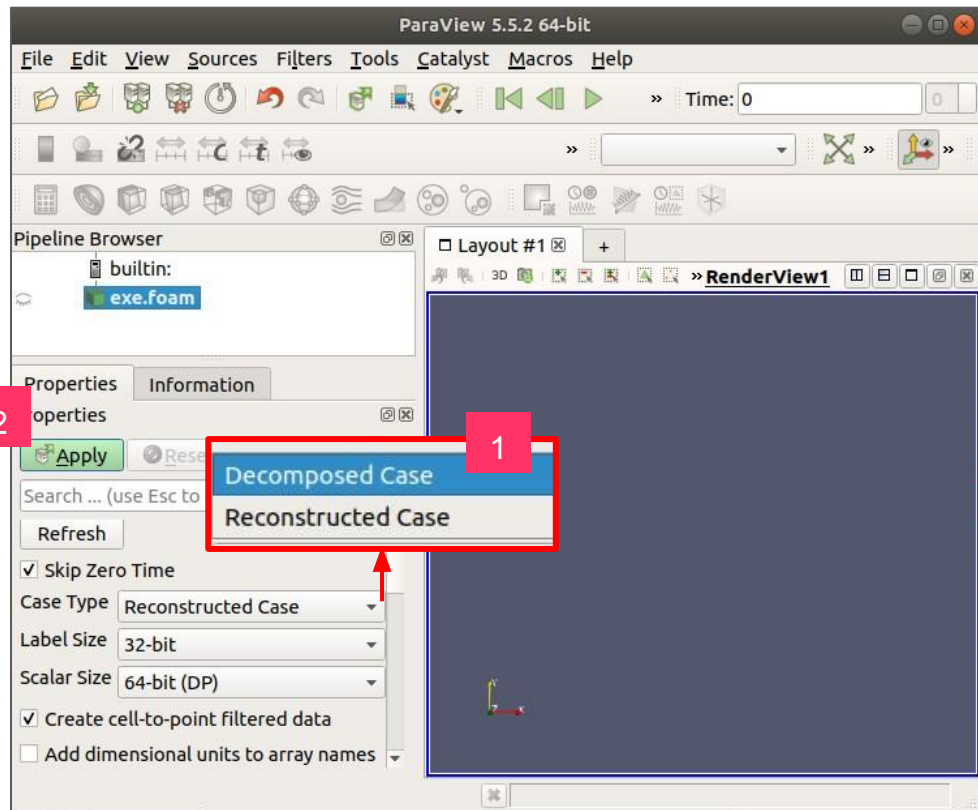 ParaView 5.5.2 64-bit
File Edit View Sources Filters Tools Catalyst Macros Help
» Time: 0 0
» »  »
Pipeline Browser
Layout #1 +
builtin:
3D » RenderView1
exe.foam
Properties Information
2
operties
1
Apply Rese
Decomposed Case
Search ... (use Esc to
Reconstructed Case
Refresh
Skip Zero Time
Case Type Reconstructed Case
Label Size 32-bit
Scalar Size 64-bit (DP)
Create cell-to-point filtered data
Add dimensional units to array names
Y
Z X